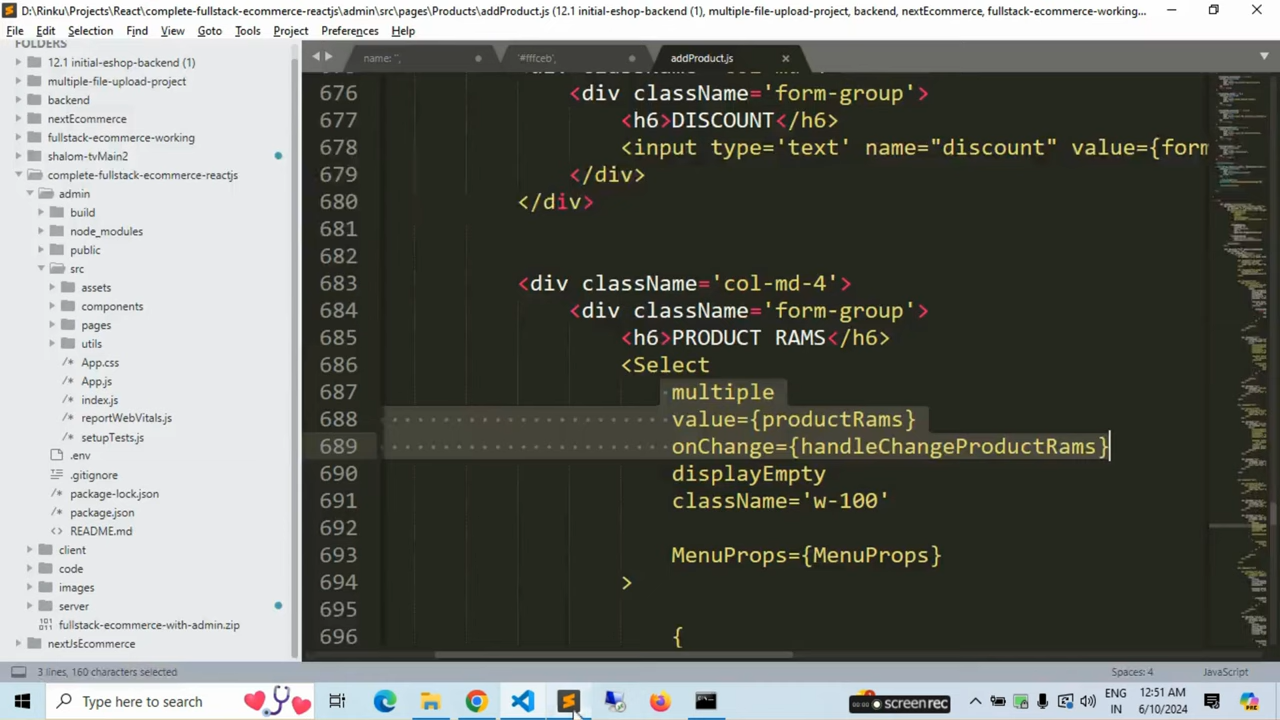 D:\Rinku\Projects\React\complete-fullstack-ecommerce-reactjs\admin\src\pages\Products\addProduct.js (12.1 initial-eshop-backend (1), multiple-file-upload-project, backend, nextEcommerce, fullstack-ecommerce-working...
File Edit Selection Find View Goto Tools Project Preferences Help
FOLDERS
12.1 initial-eshop-backend (1)
multiple-file-upload-project
backend
nextEcommerce
fullstack-ecommerce-working
shalom-tvMain2
complete-fullstack-ecommerce-reactjs
admin
build
node_modules
public
src
assets
components
pages
utils
App.css
App.js
index.js
reportWebVitals.js
setupTests.js
.env
.gitignore
package-lock.json
package.json
README.md
client
code
images
server
fullstack-ecommerce-with-admin.zip
nextJsEcommerce
name: '',
'#fffceb',
addProduct.js
676 <div className='form-group'>
677 <h6>DISCOUNT</h6>
678 <input type='text' name="discount" value={form
679 </div>
680 </div>
681
682
683 <div className='col-md-4'>
684 <div className='form-group'>
685 <h6>PRODUCT RAMS</h6>
686 <Select
687 multiple
688 value={productRams}
689 onChange={handleChangeProductRams}
690 displayEmpty
691 className='w-100'
692
693 MenuProps={MenuProps}
694 >
695
696 {
3 lines, 160 characters selected
Spaces: 4
JavaScript
Type here to search
screenrec
ENG
IN
12:51 AM
6/10/2024